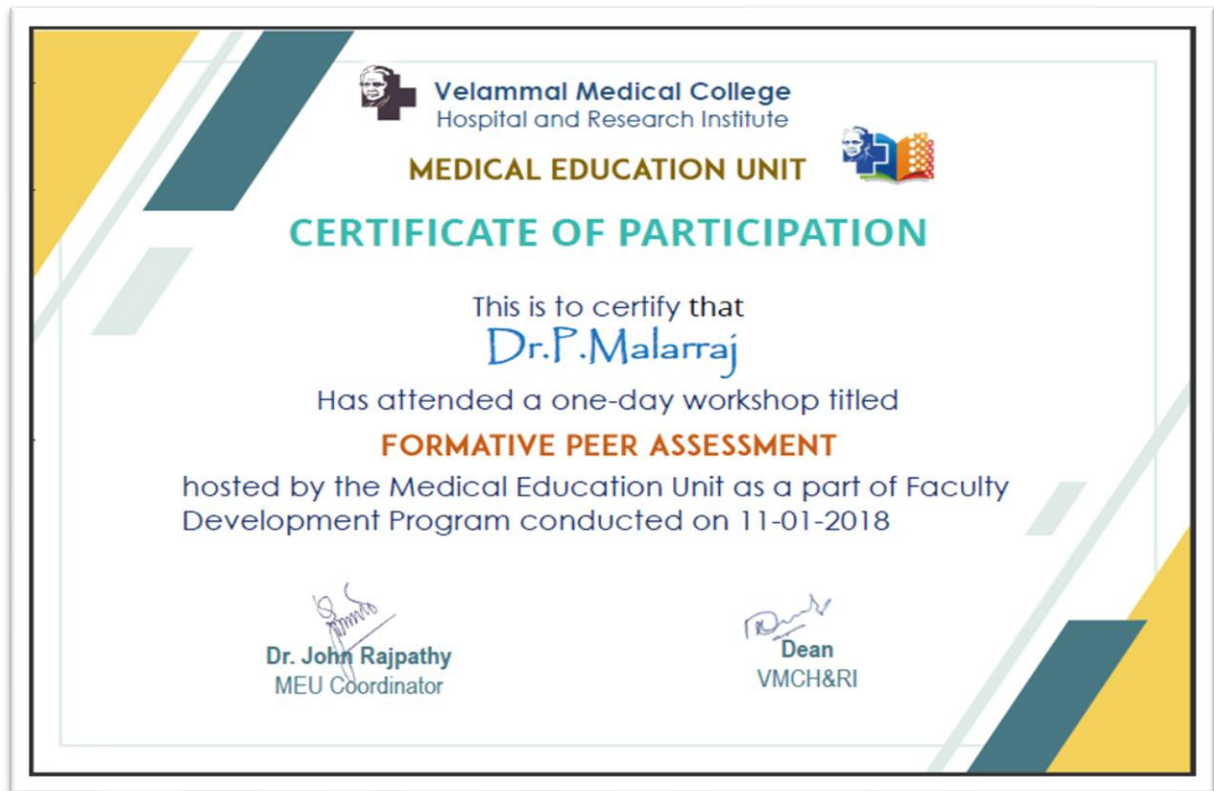 Velammal Medical College
Hospital and Research Institute
MEDICAL EDUCATION UNIT
CERTIFICATE OF PARTICIPATION
This is to certify that
Dr.P.Malarraj
Has attended a one-day workshop titled
FORMATIVE PEER ASSESSMENT
hosted by the Medical Education Unit as a part of Faculty
Development Program conducted on 11-01-2018
Dr. John Rajpathy
MEU Coordinator
Dean
VMCH&RI